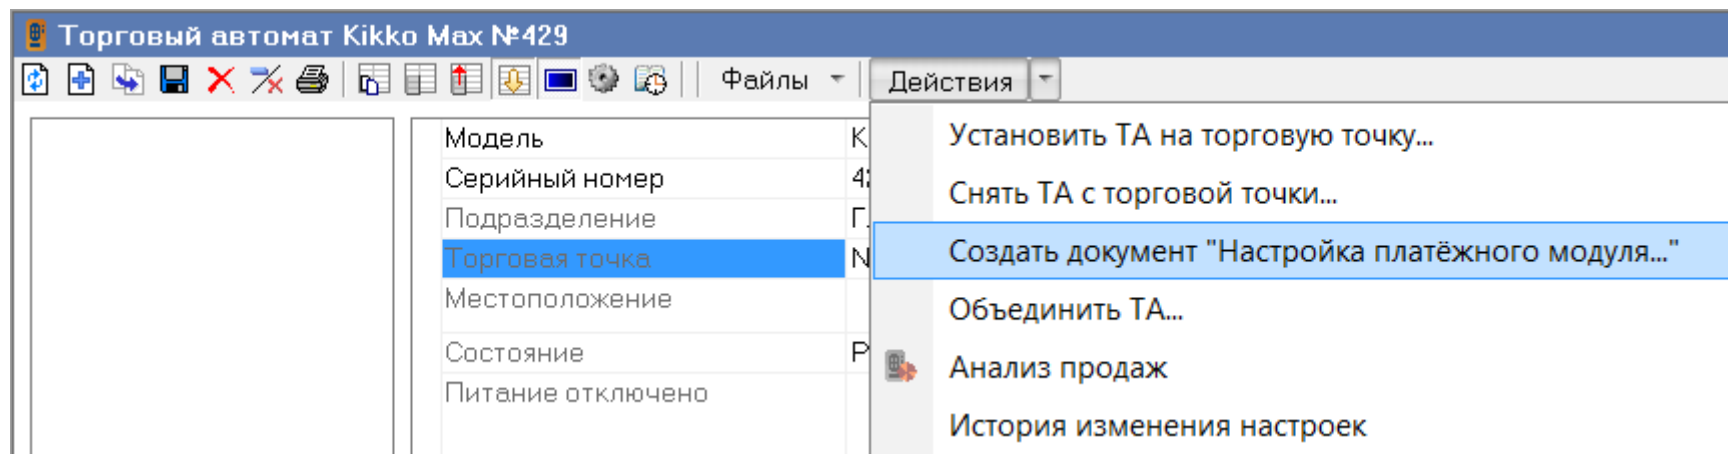 Торговый автомат Kikko Max №429
Файлы Действия
Модель
Серийный номер
Подразделение
Торговая точка
Местоположение
Состояние
Питание отключено
Установить ТА на торговую точку...
Снять ТА с торговой точки...
Создать документ "Настройка платёжного модуля..."
Объединить ТА...
Анализ продаж
История изменения настроек